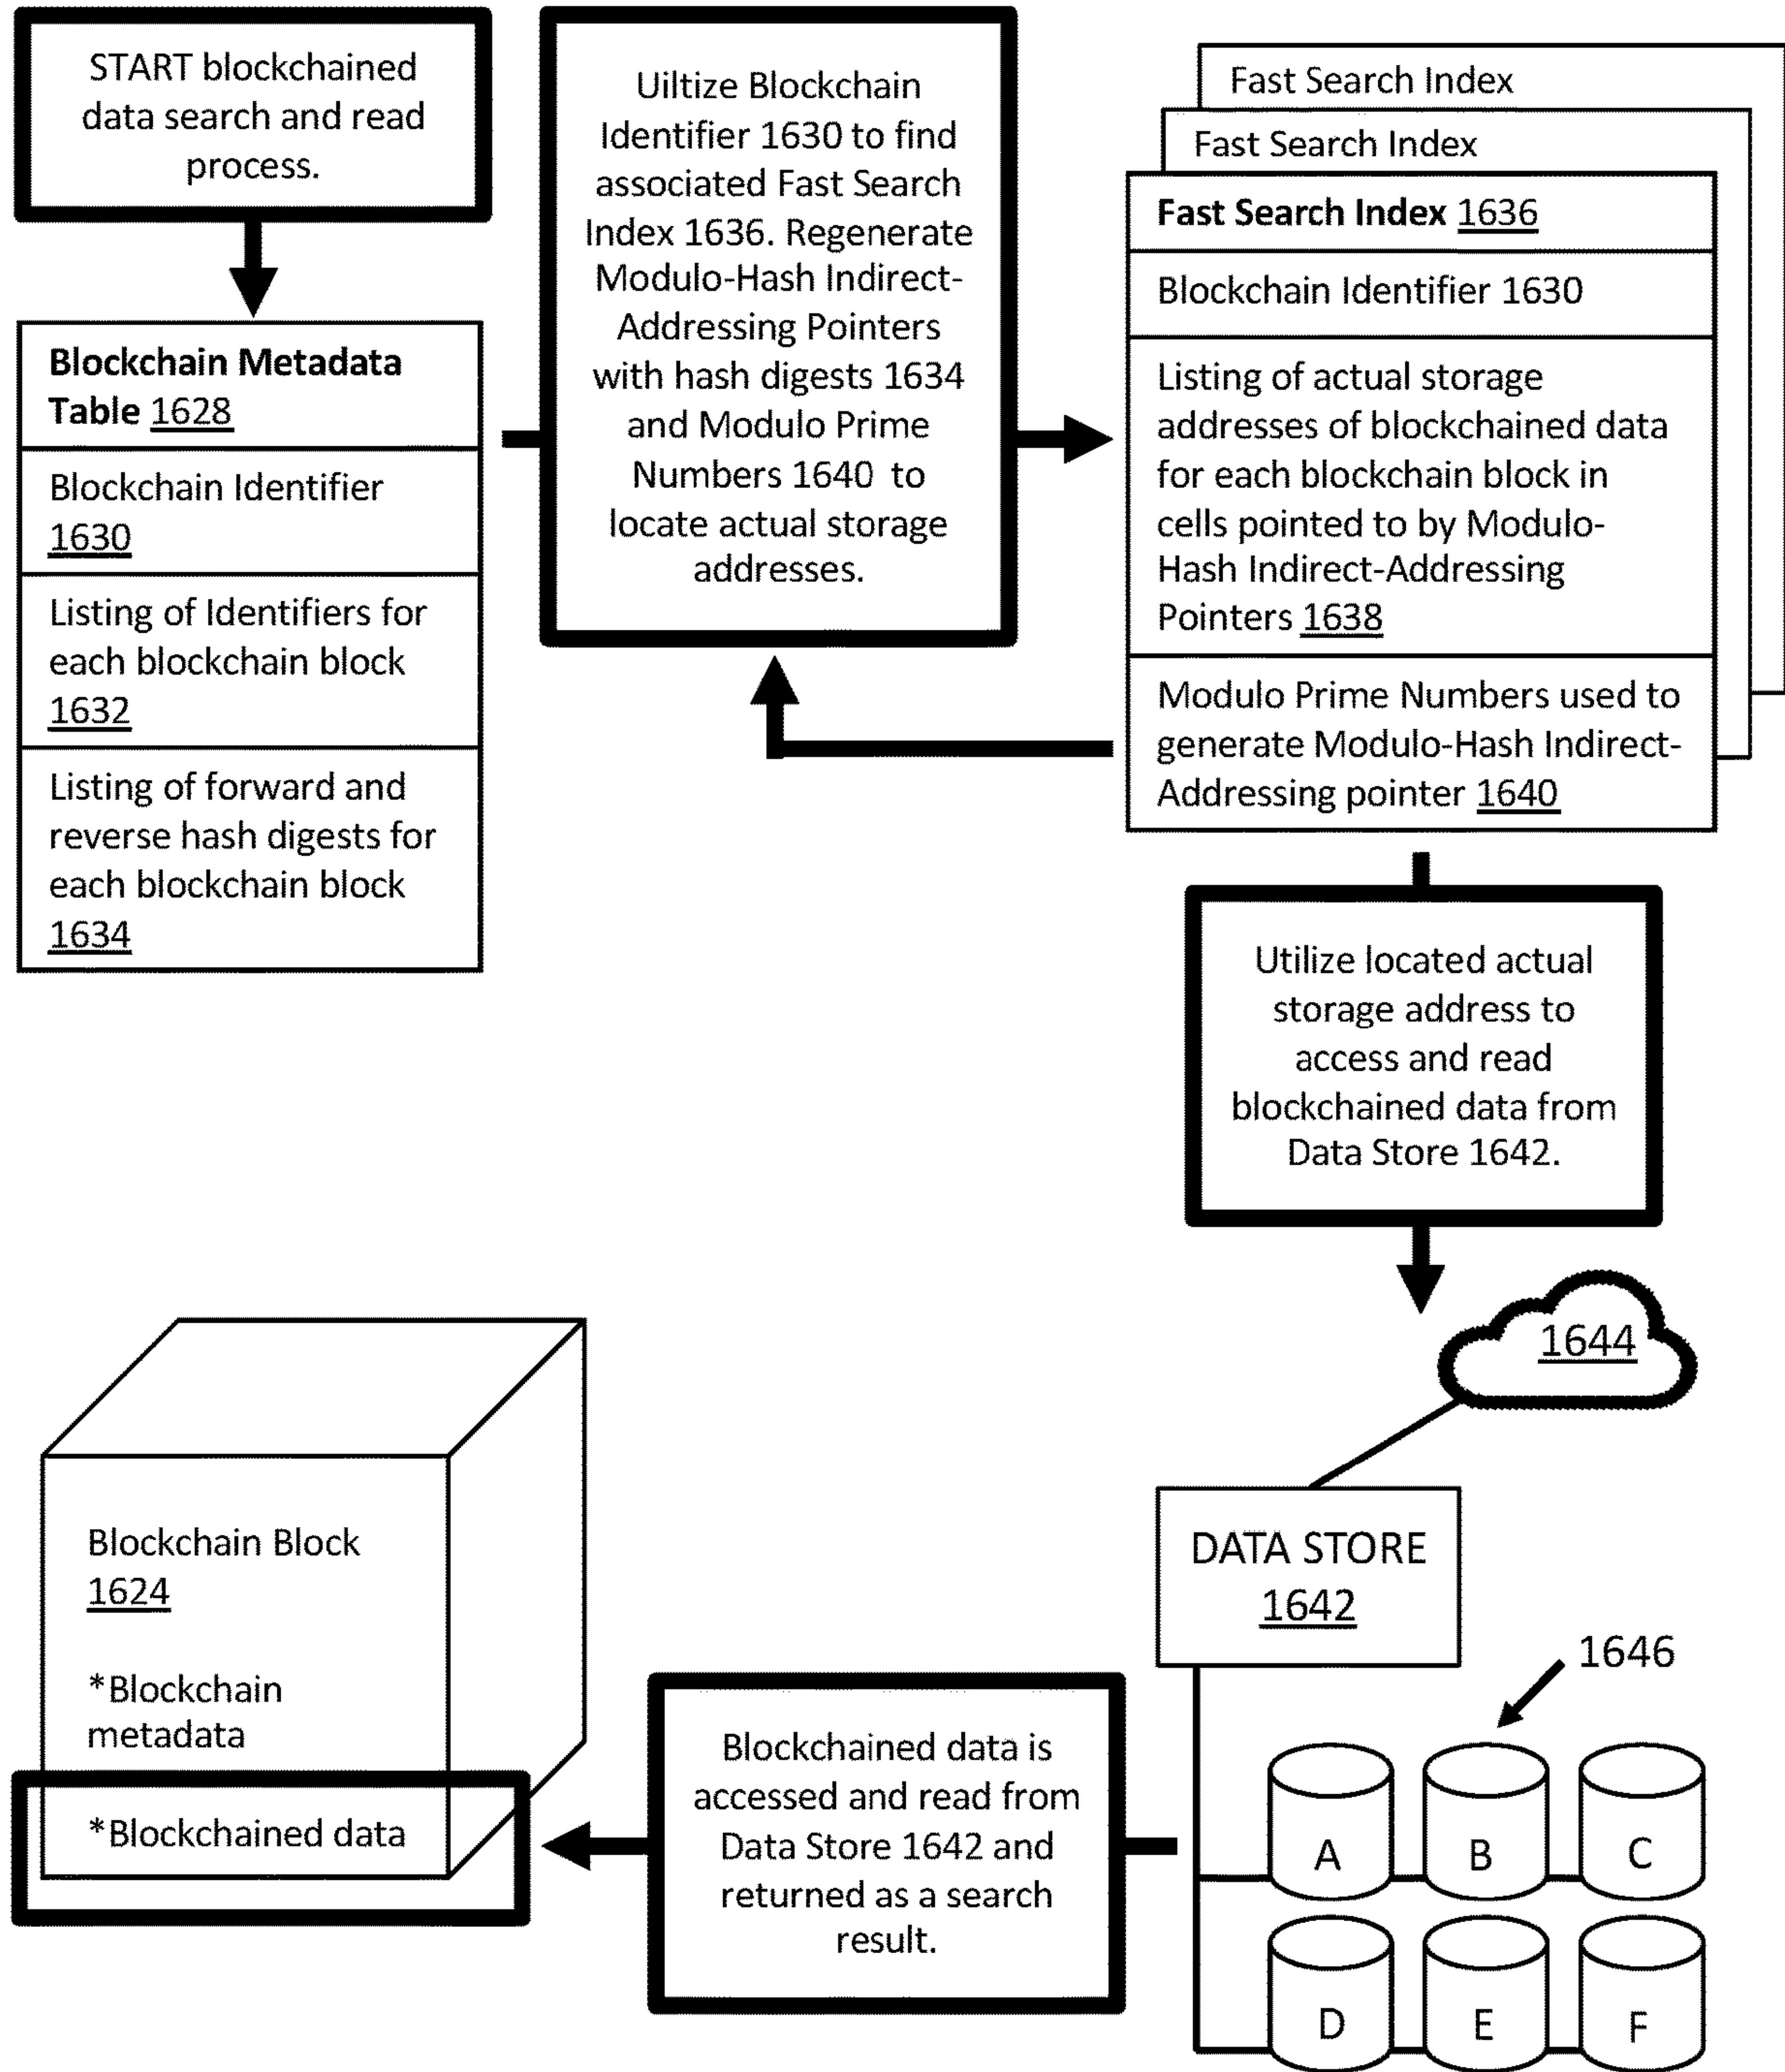 START blockchained
data search and read
process.
Blockchain Metadata
Table 1628
Blockchain Identifier
1630
Listing of Identifiers for
each blockchain block
1632
Listing of forward and
reverse hash digests for
each blockchain block
1634
Uiltize Blockchain
Identifier 1630 to find
associated Fast Search
Index 1636. Regenerate
Modulo-Hash Indirect-
Addressing Pointers
with hash digests 1634
and Modulo Prime
Numbers 1640 to
locate actual storage
addresses.
Fast Search Index
Fast Search Index
Fast Search Index 1636
Blockchain Identifier 1630
Listing of actual storage
addresses of blockchained data
for each blockchain block in
cells pointed to by Modulo-
Hash Indirect-Addressing
Pointers 1638
Modulo Prime Numbers used to
generate Modulo-Hash Indirect-
Addressing pointer 1640
Utilize located actual
storage address to
access and read
blockchained data from
Data Store 1642.
1644
DATA STORE
1642
1646
A
B
C
D
E
F
Blockchained data is
accessed and read from
Data Store 1642 and
returned as a search
result.
Blockchain Block
1624
*Blockchain
metadata
*Blockchained data